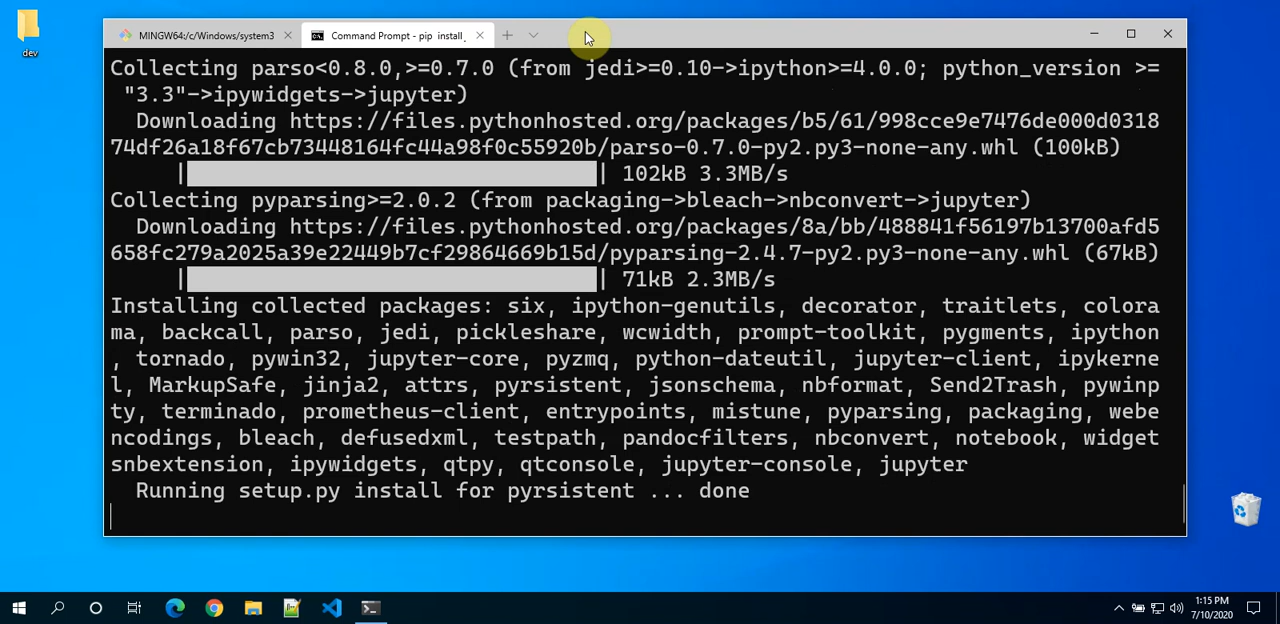 dev
MINGW64:/c/Windows/system3
Command Prompt - pip install
Collecting parso<0.8.0,>=0.7.0 (from jedi>=0.10->ipython>=4.0.0; python_version >=
"3.3"->ipywidgets->jupyter)
Downloading https://files.pythonhosted.org/packages/b5/61/998cce9e7476de000d0318
74df26a18f67cb73448164fc44a98f0c55920b/parso-0.7.0-py2.py3-none-any.whl (100kB)
|| 102kB 3.3MB/s
Collecting pyparsing>=2.0.2 (from packaging->bleach->nbconvert->jupyter)
Downloading https://files.pythonhosted.org/packages/8a/bb/488841f56197b13700afd5
658fc279a2025a39e22449b7cf29864669b15d/pyparsing-2.4.7-py2.py3-none-any.whl (67kB)
|| 71kB 2.3MB/s
Installing collected packages: six, ipython-genutils, decorator, traitlets, colora
ma, backcall, parso, jedi, pickleshare, wcwidth, prompt-toolkit, pygments, ipython
, tornado, pywin32, jupyter-core, pyzmq, python-dateutil, jupyter-client, ipykerne
l, MarkupSafe, jinja2, attrs, pyrsistent, jsonschema, nbformat, Send2Trash, pywinp
ty, terminado, prometheus-client, entrypoints, mistune, pyparsing, packaging, webe
ncodings, bleach, defusedxml, testpath, pandocfilters, nbconvert, notebook, widget
snbextension, ipywidgets, qtpy, qtconsole, jupyter-console, jupyter
Running setup.py install for pyrsistent ... done
1:15 PM
7/10/2020